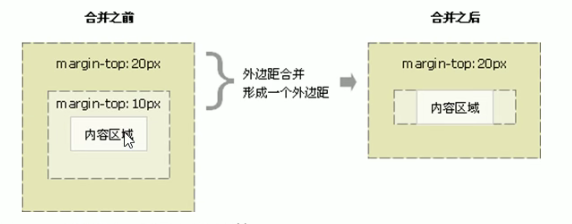 合并之前
合并之后
margin-top: 20px
margin-top: 10px
内容区域
外边距合并
形成一个外边距
margin-top: 20px
内容区域